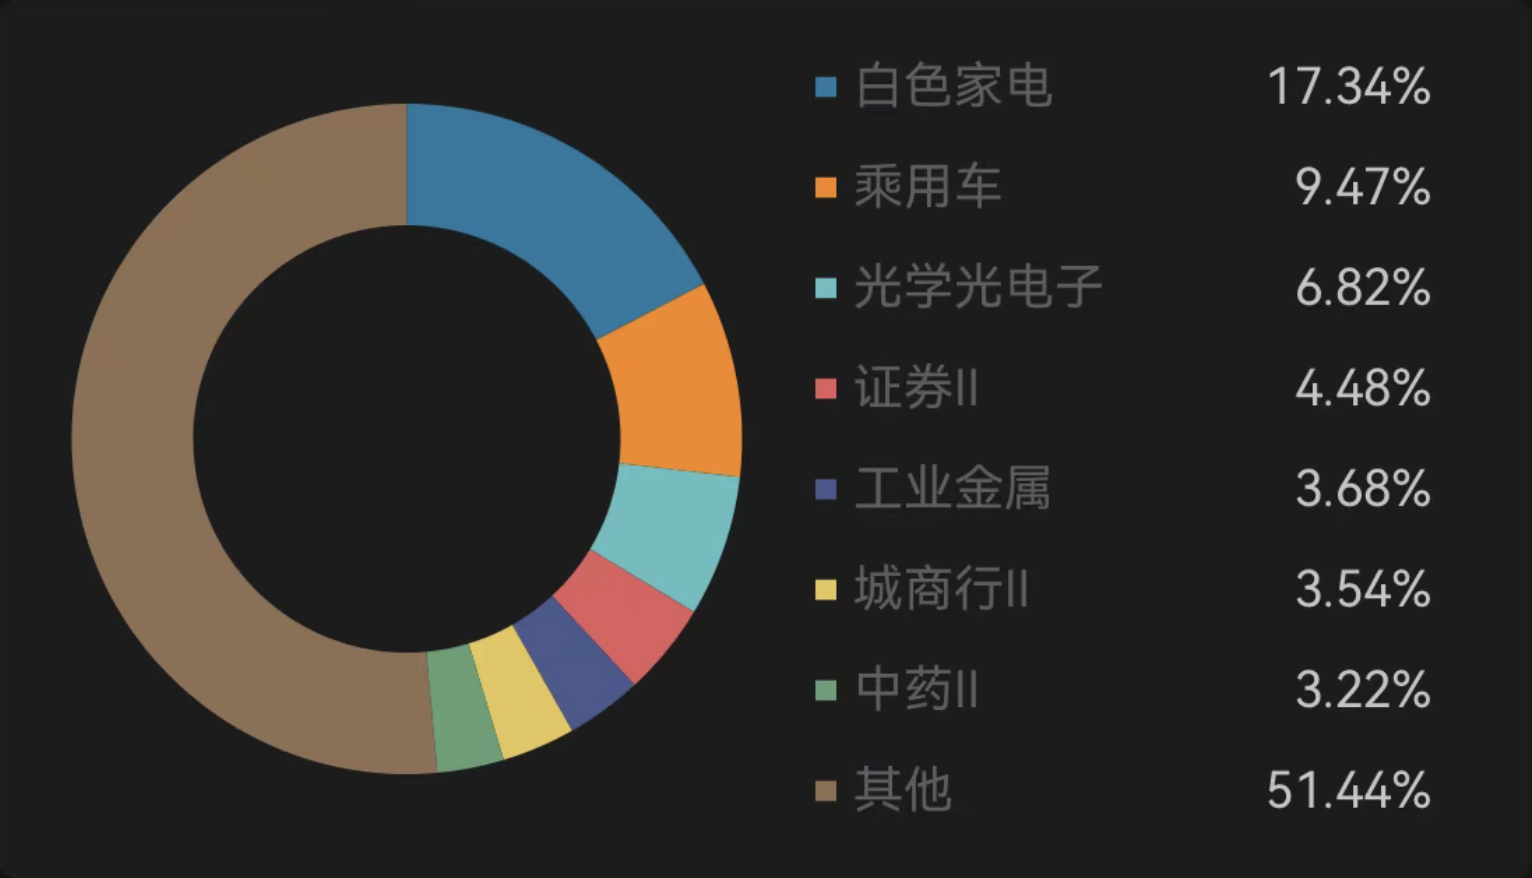 白色家电 17.34%
乘用车 9.47%
光学光电子 6.82%
证券II 4.48%
工业金属 3.68%
城商行II 3.54%
中药II 3.22%
其他 51.44%